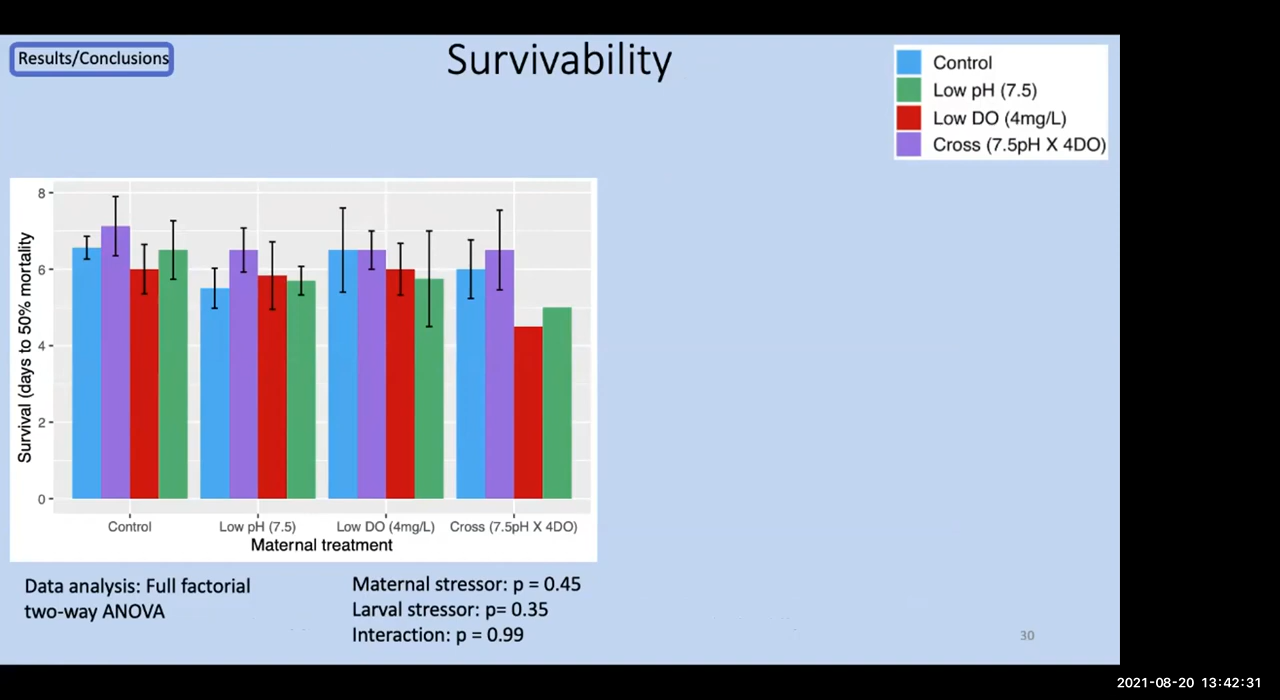 Results/Conclusions
Survivability
Control
Low pH (7.5)
Low DO (4mg/L)
Cross (7.5pH X 4DO)
Survival (days to 50% mortality
8
6
4
2
0
Control
Low pH (7.5)
Low DO (4mg/L)
Cross (7.5pH X 4DO)
Maternal treatment
Data analysis: Full factorial
two-way ANOVA
Maternal stressor: p = 0.45
Larval stressor: p= 0.35
Interaction: p = 0.99
30
2021-08-20 13:42:31